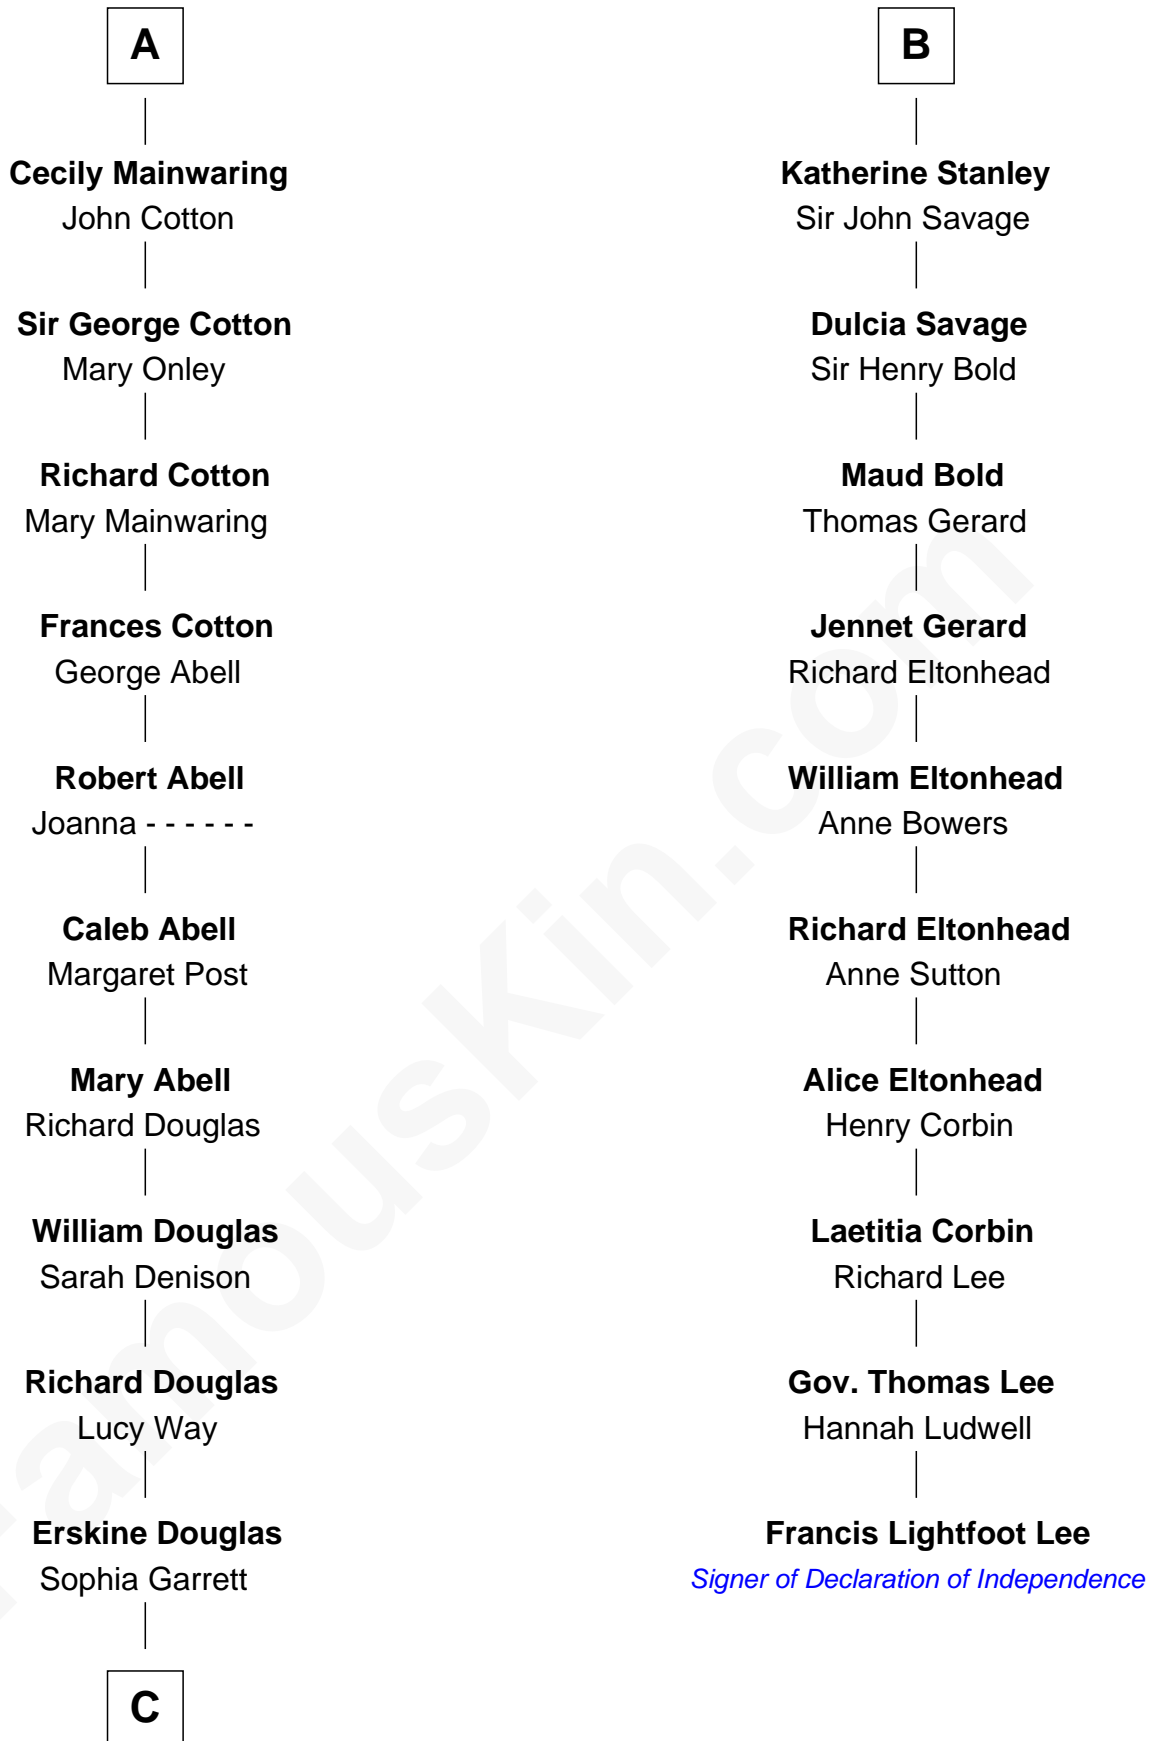 A
Cecily Mainwaring
John Cotton
Sir George Cotton
Mary Onley
Richard Cotton
Mary Mainwaring
Frances Cotton
George Abell
Robert Abell
Joanna - - - - - -
Caleb Abell
Margaret Post
Mary Abell
Richard Douglas
William Douglas
Sarah Denison
Richard Douglas
Lucy Way
Erskine Douglas
Sophia Garrett
C
B
Katherine Stanley
Sir John Savage
Dulcia Savage
Sir Henry Bold
Maud Bold
Thomas Gerard
Jennet Gerard
Richard Eltonhead
William Eltonhead
Anne Bowers
Richard Eltonhead
Anne Sutton
Alice Eltonhead
Henry Corbin
Laetitia Corbin
Richard Lee
Gov. Thomas Lee
Hannah Ludwell
Francis Lightfoot Lee
Signer of Declaration of Independence
FamousKin.com